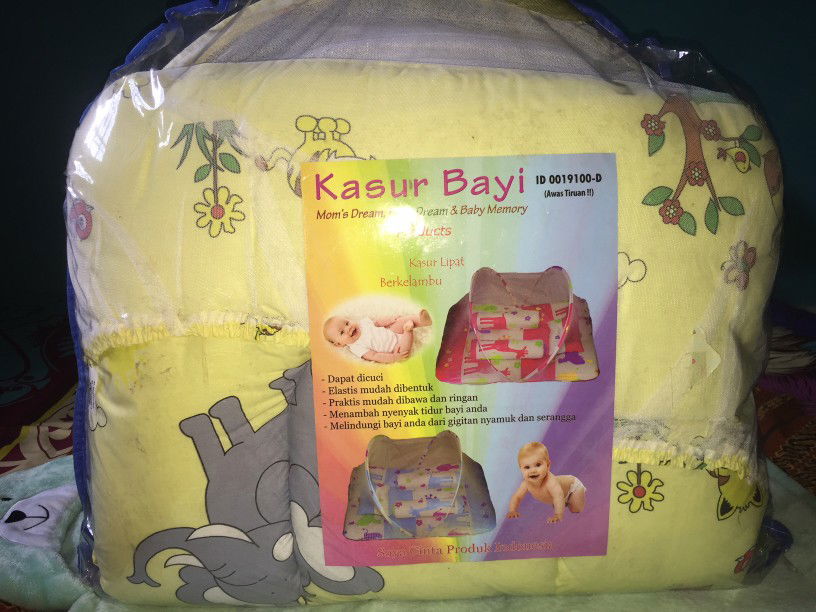 Kasur Bayi
ID 0019100-D
(Awas Tiruan !!)
Mom's Dream, Dream & Baby Memory
Kasur Lipat
Berkelambu
- Dapat dicuci
- Elastis mudah dibentuk
- Praktis mudah dibawa dan ringan
- Menambah nyenyak tidur bayi anda
- Melindungi bayi anda dari gigitan nyamuk dan serangga
Saya Cinta Produk Indonesia